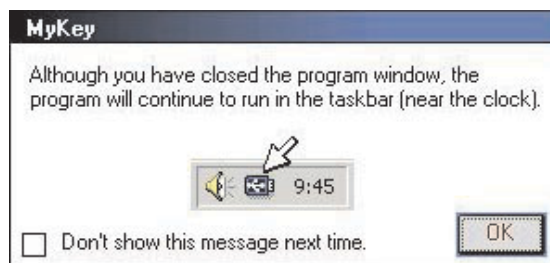 MyKey
Although you have closed the program window, the
program will continue to run in the taskbar (near the clock).
9:45
Don't show this message next time.
OK